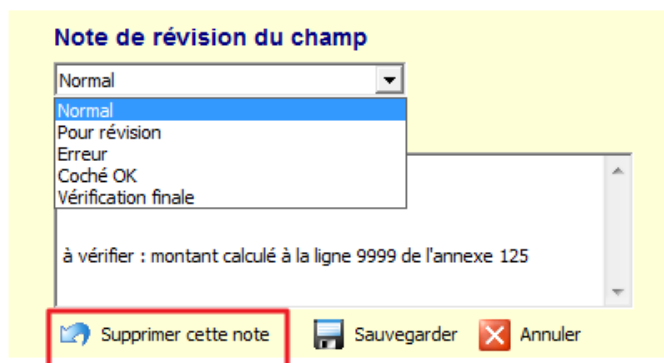 Note de révision du champ
Normal
Normal
Pour révision
Erreur
Coché OK
Vérification finale
à vérifier : montant calculé à la ligne 9999 de l'annexe 125
Supprimer cette note Sauvegarder Annuler